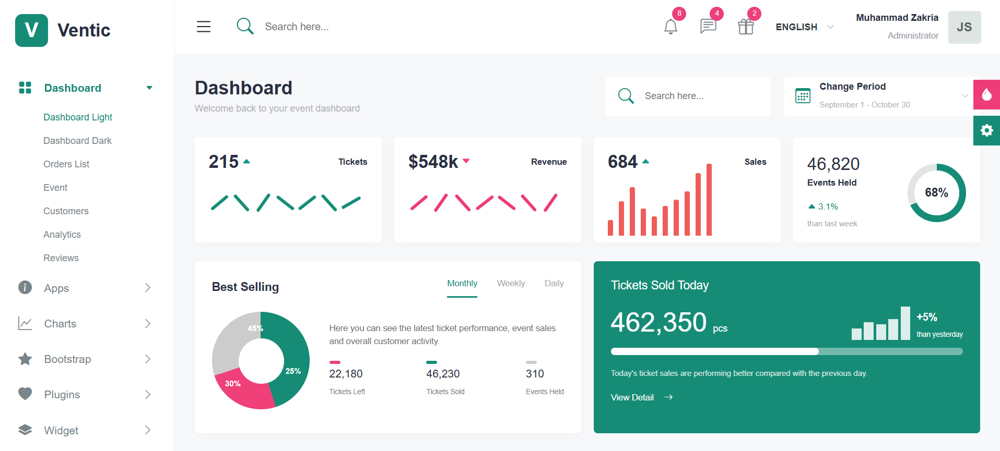 V Ventic
Search here...
8
4
2
ENGLISH
Muhammad Zakria
Administrator
JS
Dashboard
Dashboard Light
Dashboard Dark
Orders List
Event
Customers
Analytics
Reviews
Apps
Charts
Bootstrap
Plugins
Widget
Dashboard
Welcome back to your event dashboard
Search here...
Change Period
September 1 - October 30
215 Tickets
$548k Revenue
684 Sales
46,820
Events Held
3.1%
than last week
68%
Best Selling
Monthly Weekly Daily
45%
25%
30%
Here you can see the latest ticket performance, event sales
and overall customer activity.
22,180 46,230 310
Tickets Left Tickets Sold Events Held
Tickets Sold Today
462,350 pcs
+5%
than yesterday
Today's ticket sales are performing better compared with the previous day.
View Detail